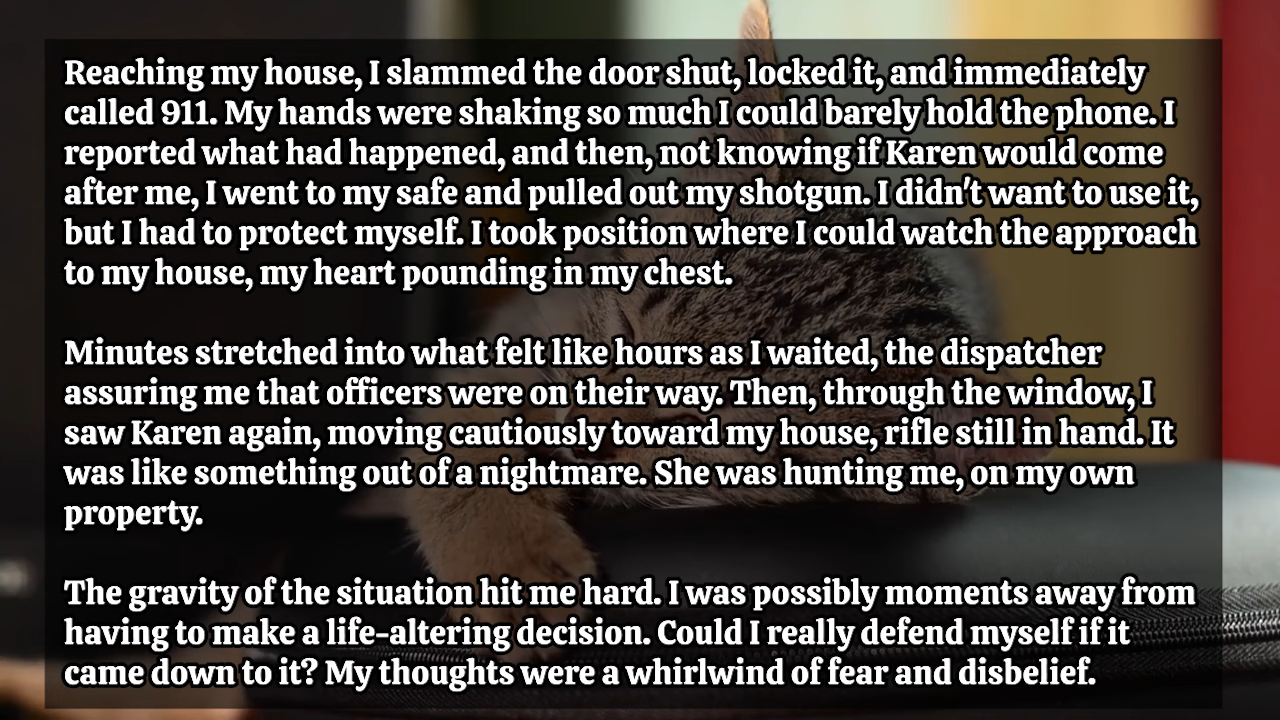 Reaching my house, I slammed the door shut, locked it, and immediately
called 911. My hands were shaking so much I could barely hold the phone. I
reported what had happened, and then, not knowing if Karen would come
after me, I went to my safe and pulled out my shotgun. I didn't want to use it,
but I had to protect myself. I took position where I could watch the approach
to my house, my heart pounding in my chest.
Minutes stretched into what felt like hours as I waited, the dispatcher
assuring me that officers were on their way. Then, through the window, I
saw Karen again, moving cautiously toward my house, rifle still in hand. It
was like something out of a nightmare. She was hunting me, on my own
property.
The gravity of the situation hit me hard. I was possibly moments away from
having to make a life-altering decision. Could I really defend myself if it
came down to it? My thoughts were a whirlwind of fear and disbelief.